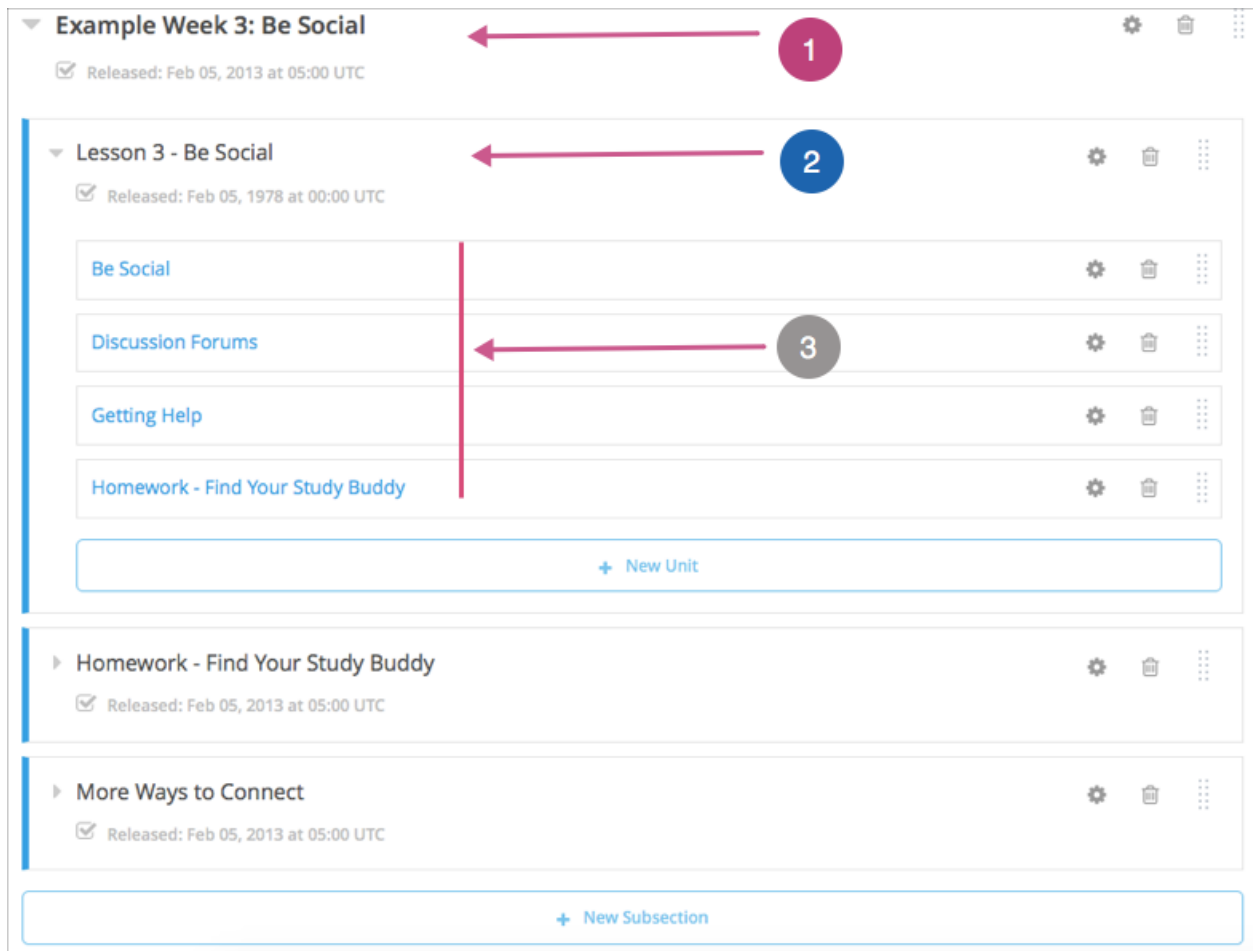 Example Week 3: Be Social
1
Released: Feb 05, 2013 at 05:00 UTC
Lesson 3 - Be Social
2
Released: Feb 05, 1978 at 00:00 UTC
Be Social
Discussion Forums
3
Getting Help
Homework - Find Your Study Buddy
+ New Unit
Homework - Find Your Study Buddy
Released: Feb 05, 2013 at 05:00 UTC
More Ways to Connect
Released: Feb 05, 2013 at 05:00 UTC
+ New Subsection